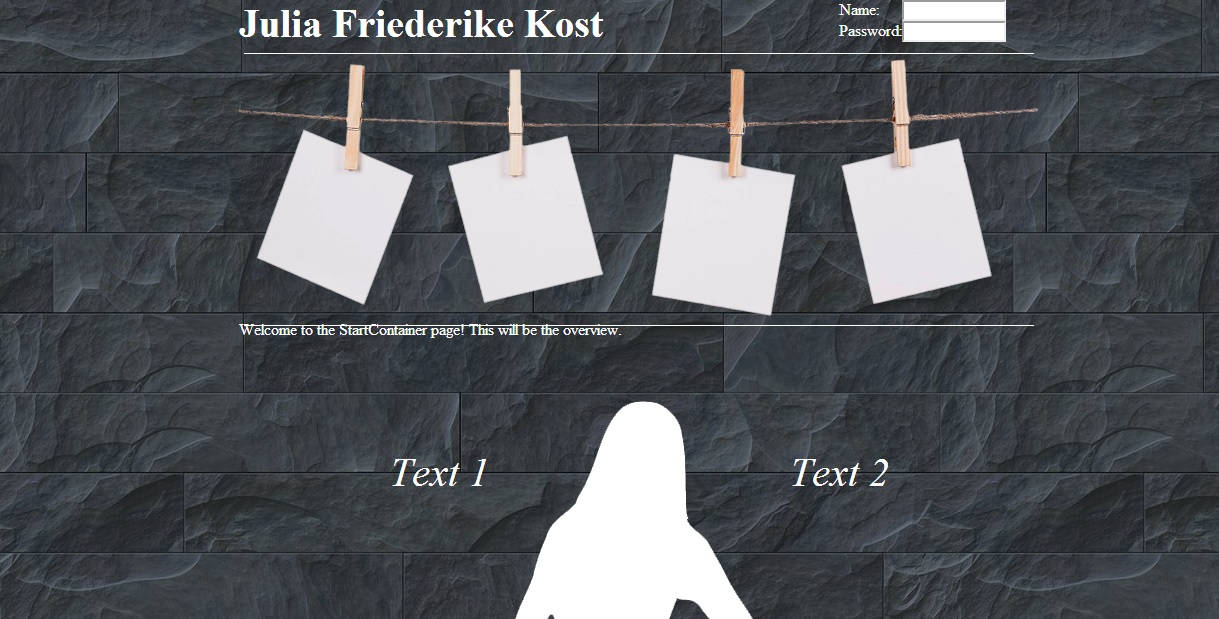 Julia Friederike Kost
Name:
Password:
Welcome to the StartContainer page! This will be the overview.
Text 1
Text 2